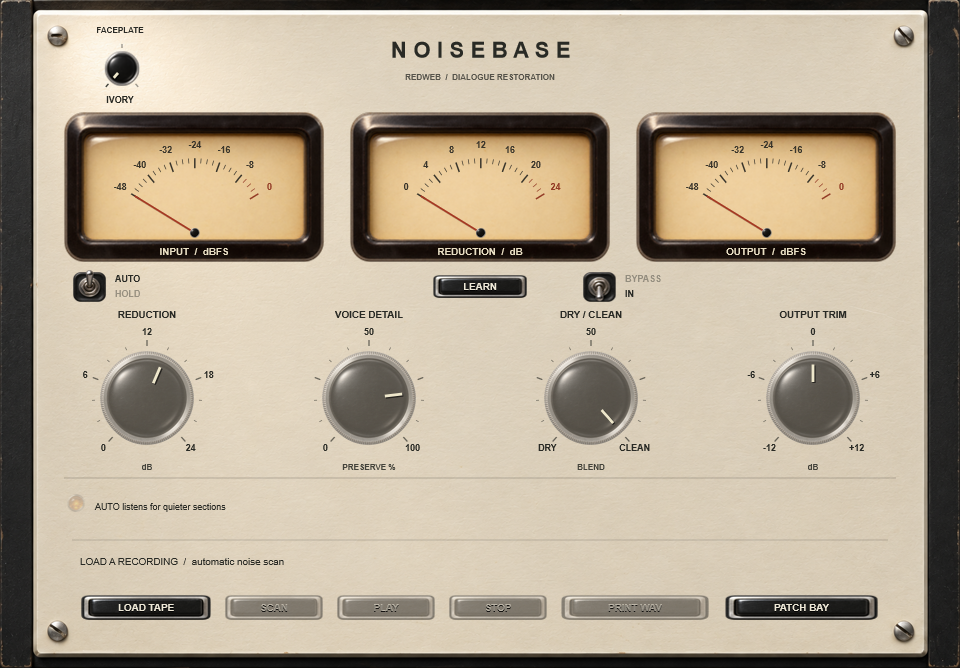 FACEPLATE
IVORY
NOISEBASE
REDWEB / DIALOGUE RESTORATION
-48 -40 -32 -24 -16 -8 0
INPUT / dBFS
0 4 8 12 16 20 24
REDUCTION / dB
-48 -40 -32 -24 -16 -8 0
OUTPUT / dBFS
AUTO
HOLD
LEARN
BYPASS
IN
REDUCTION
12
6 18
0 24
dB
VOICE DETAIL
50
0 100
PRESERVE %
DRY / CLEAN
50
DRY CLEAN
BLEND
OUTPUT TRIM
0
-6 +6
-12 +12
dB
AUTO listens for quieter sections
LOAD A RECORDING / automatic noise scan
LOAD TAPE SCAN PLAY STOP PRINT WAV PATCH BAY